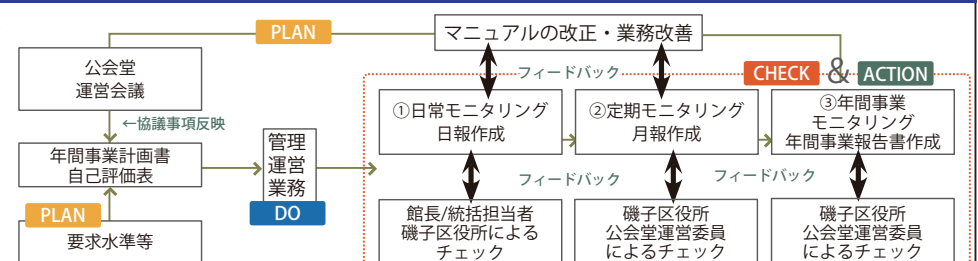 PLAN
マニュアルの改正・業務改善
公会堂
運営会議
フィードバック
CHECK
&
ACTION
←協議事項反映
①日常モニタリング
日報作成
②定期モニタリング
月報作成
③年間事業
モニタリング
年間事業報告書作成
年間事業計画書
自己評価表
管理
運営
業務
DO
フィードバック
フィードバック
PLAN
要求水準等
館長/統括担当者
磯子区役所による
チェック
磯子区役所
公会堂運営委員
によるチェック
磯子区役所
公会堂運営委員
によるチェック